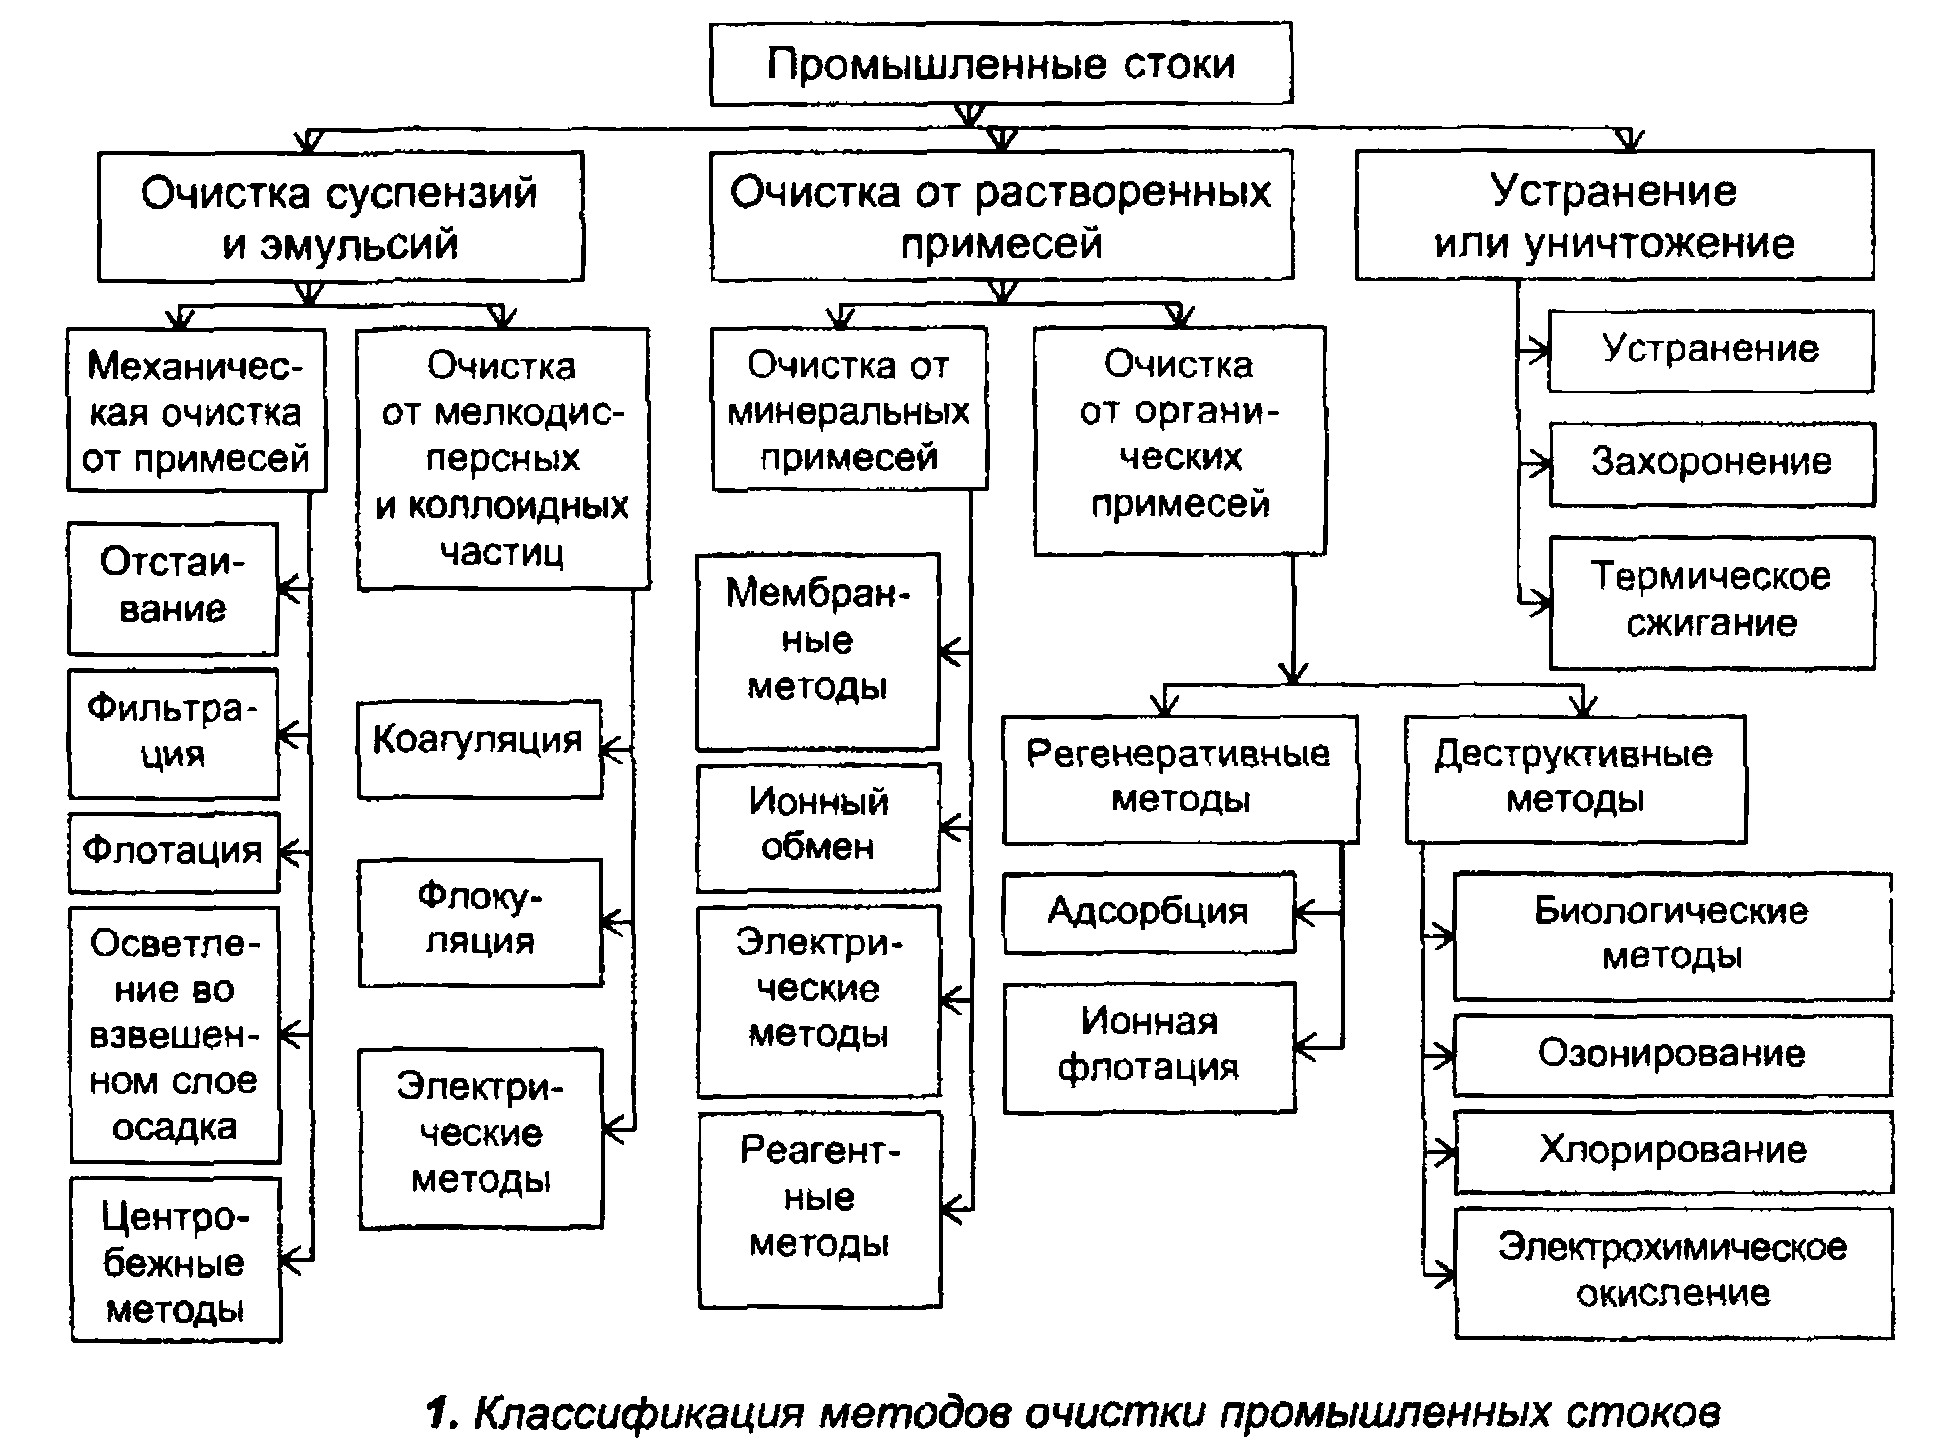 Промышленные стоки
Очистка суспензий
и эмульсий
Очистка от растворенных
примесей
Устранение
или уничтожение
Механичес-
кая очистка
от примесей
Отстаи-
вание
Фильтра-
ция
Флотация
Осветле-
ние во
взвешен-
ном слое
осадка
Центро-
бежные
методы
Очистка
от мелкодис-
персных
и коллоидных
частиц
Коагуляция
Флоку-
ляция
Электри-
ческие
методы
Очистка от
минеральных
примесей
Мембран-
ные
методы
Ионный
обмен
Электри-
ческие
методы
Реагент-
ные
методы
Очистка
от органи-
ческих
примесей
Регенеративные
методы
Адсорбция
Ионная
флотация
Деструктивные
методы
Биологические
методы
Озонирование
Хлорирование
Электрохимическое
окисление
Устранение
Захоронение
Термическое
сжигание
1. Классификация методов очистки промышленных стоков